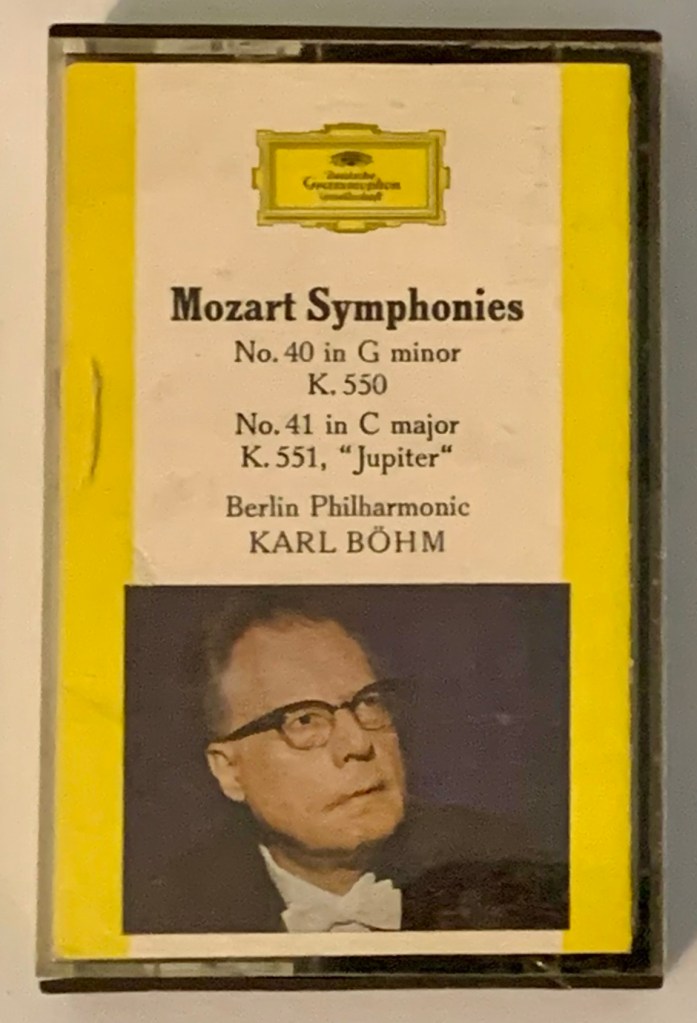 Deutsche
Grammophon
Gesellschaft
Mozart Symphonies
No. 40 in G minor
K. 550
No. 41 in C major
K. 551, “Jupiter“
Berlin Philharmonic
KARL BÖHM